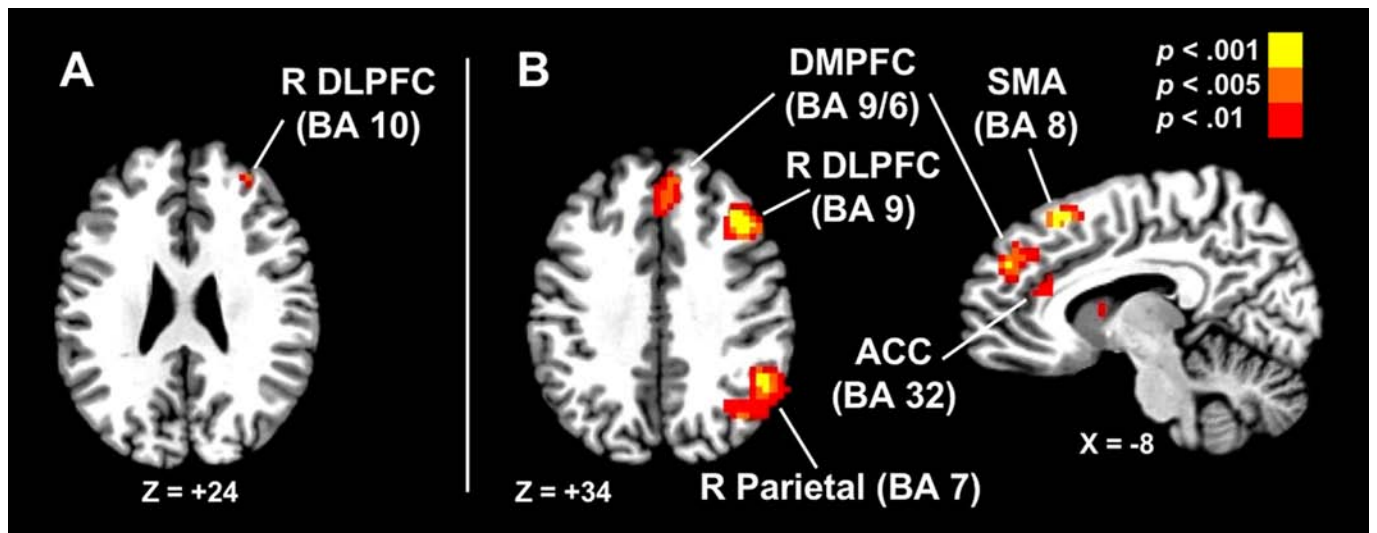 A
R DLPFC
(BA 10)
Z = +24
B
DMPFC
(BA 9/6)
SMA
(BA 8)
p < .001
p < .005
p < .01
R DLPFC
(BA 9)
ACC
(BA 32)
X = -8
Z = +34
R Parietal (BA 7)